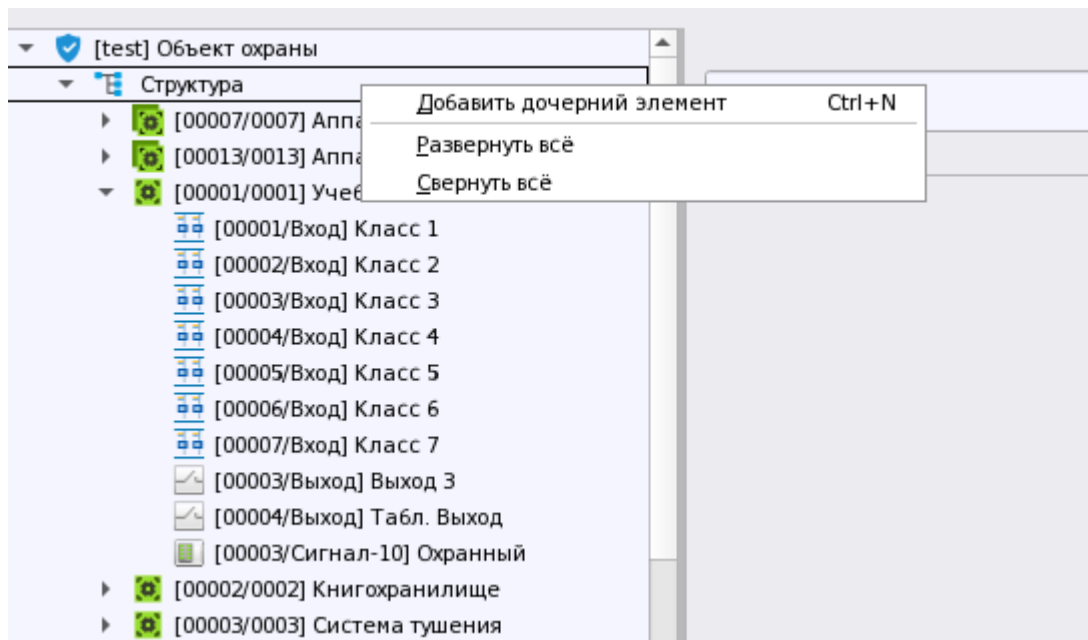 [test] Объект охраны
Структура
Добавить дочерний элемент Ctrl+N
[00007/0007] Аппа
Развернуть всё
[00013/0013] Аппа
Свернуть всё
[00001/0001] Учеб
[00001/Вход] Класс 1
[00002/Вход] Класс 2
[00003/Вход] Класс 3
[00004/Вход] Класс 4
[00005/Вход] Класс 5
[00006/Вход] Класс 6
[00007/Вход] Класс 7
[00003/Выход] Выход 3
[00004/Выход] Табл. Выход
[00003/Сигнал-10] Охранный
[00002/0002] Книгохранилище
[00003/0003] Система тушения